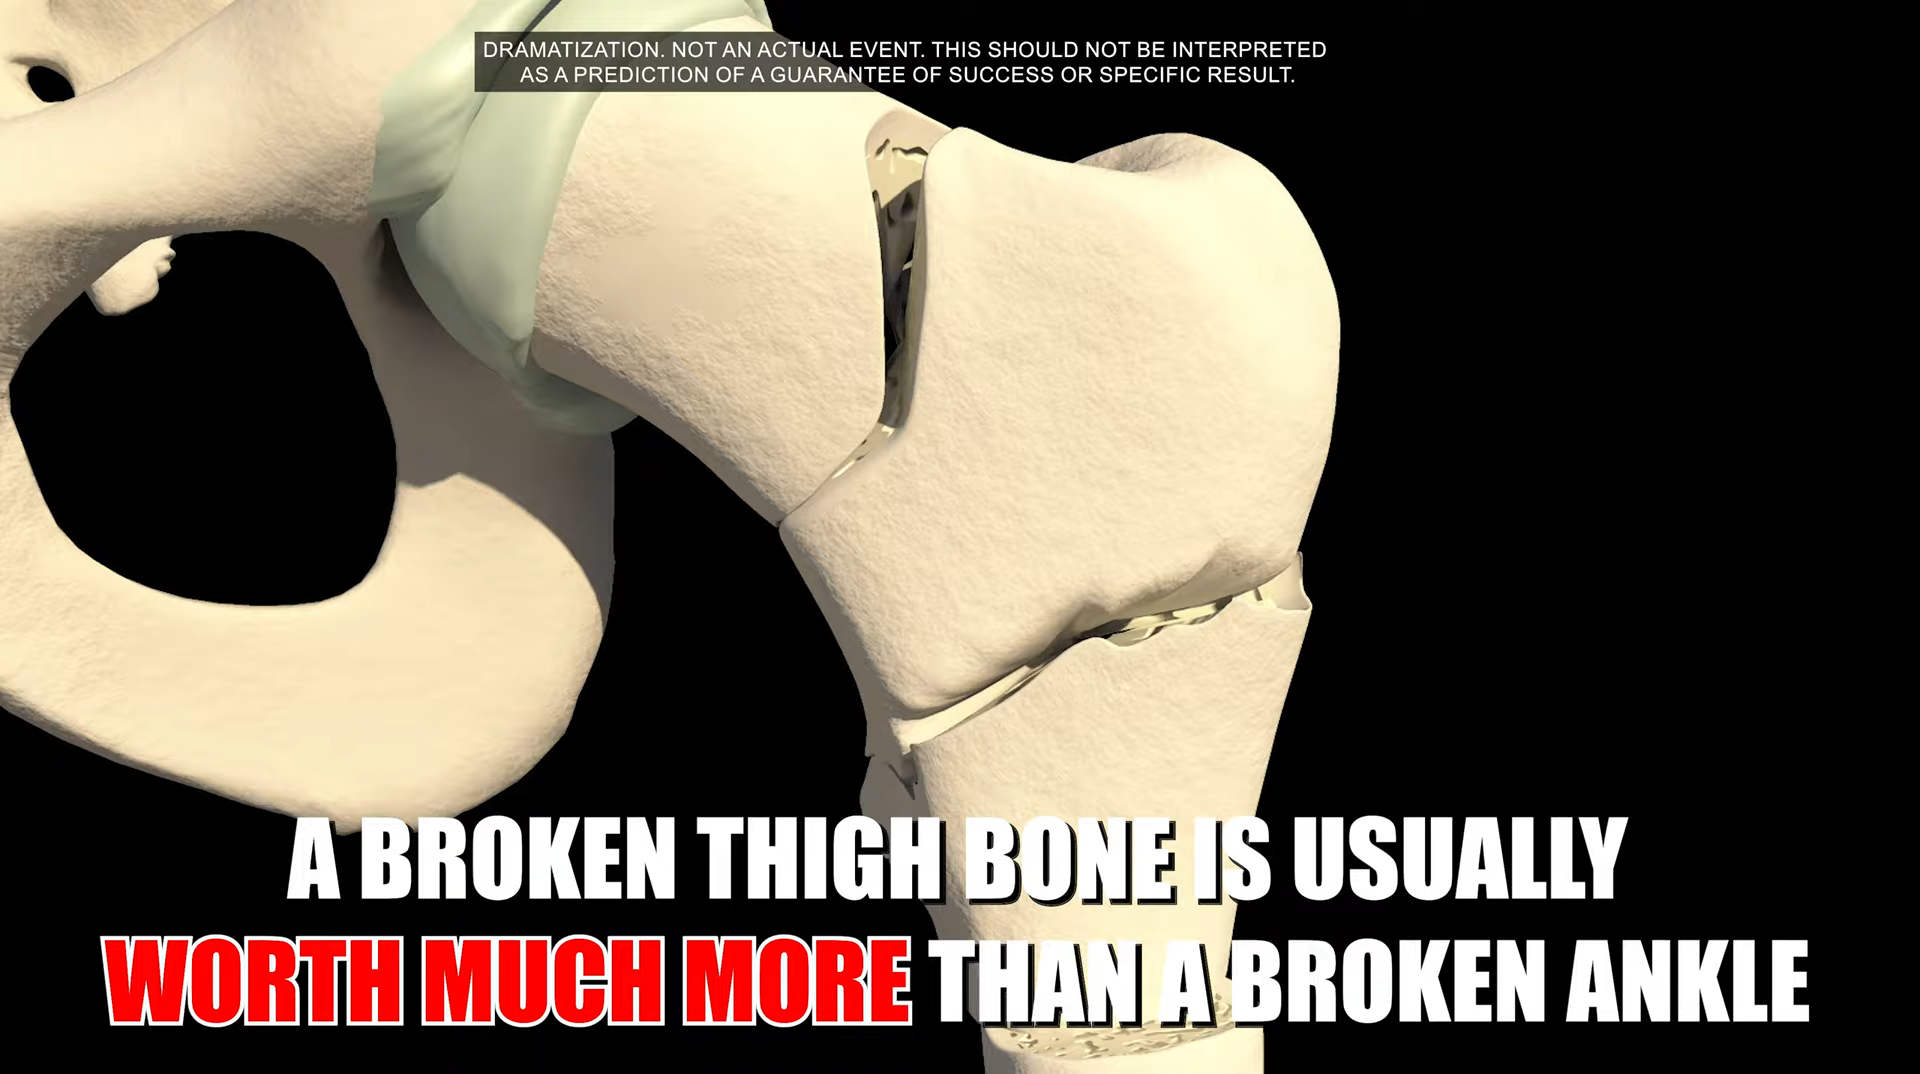 DRAMATIZATION. NOT AN ACTUAL EVENT. THIS SHOULD NOT BE INTERPRETED
AS A PREDICTION OF A GUARANTEE OF SUCCESS OR SPECIFIC RESULT.
A BROKEN THIGH BONE IS USUALLY
WORTH MUCH MORE THAN A BROKEN ANKLE